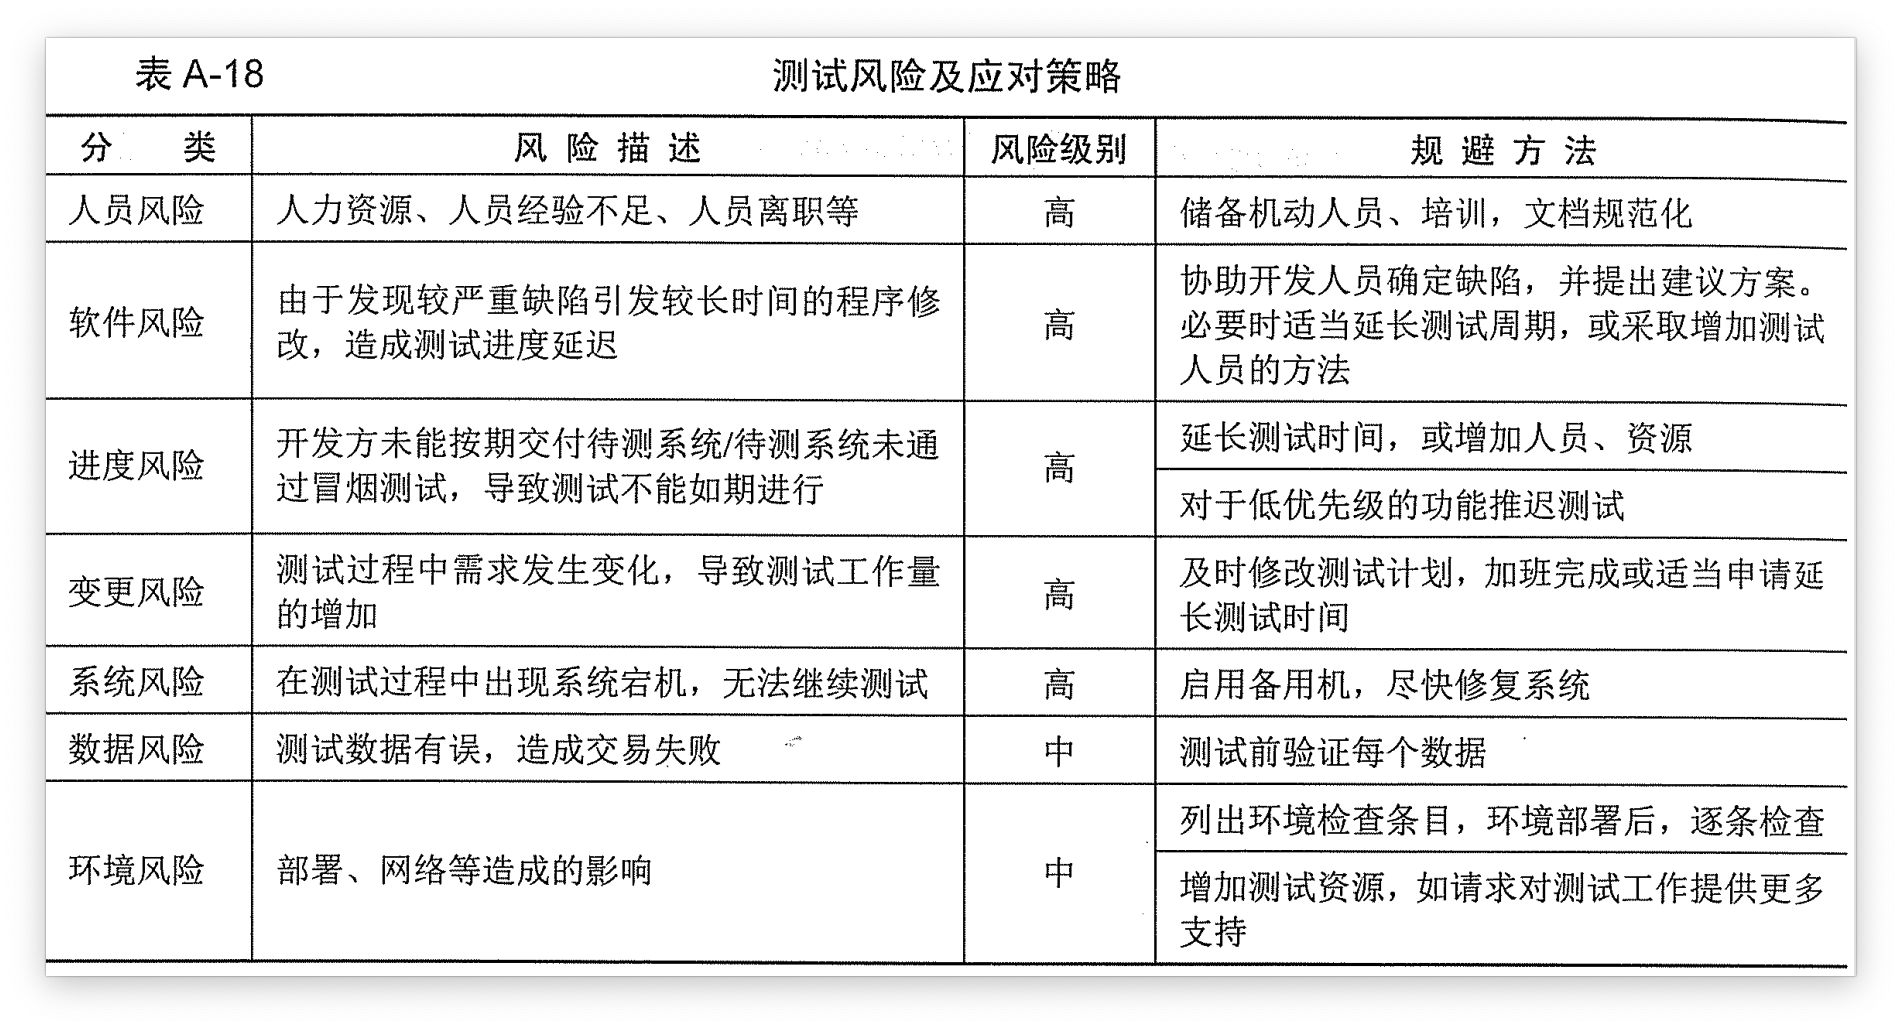 表 A-18 测试风险及应对策略
分 类 风 险 描 述 风险级别 规 避 方 法
人员风险 人力资源、人员经验不足、人员离职等 高 储备机动人员、培训，文档规范化
软件风险 由于发现较严重缺陷引发较长时间的程序修
改，造成测试进度延迟 高 协助开发人员确定缺陷，并提出建议方案。
必要时适当延长测试周期，或采取增加测试
人员的方法
进度风险 开发方未能按期交付待测系统/待测系统未通
过冒烟测试，导致测试不能如期进行 高 延长测试时间，或增加人员、资源
对于低优先级的功能推迟测试
变更风险 测试过程中需求发生变化，导致测试工作量
的增加 高 及时修改测试计划，加班完成或适当申请延
长测试时间
系统风险 在测试过程中出现系统宕机，无法继续测试 高 启用备用机，尽快修复系统
数据风险 测试数据有误，造成交易失败 中 测试前验证每个数据
环境风险 部署、网络等造成的影响 中 列出环境检查条目，环境部署后，逐条检查
增加测试资源，如请求对测试工作提供更多
支持